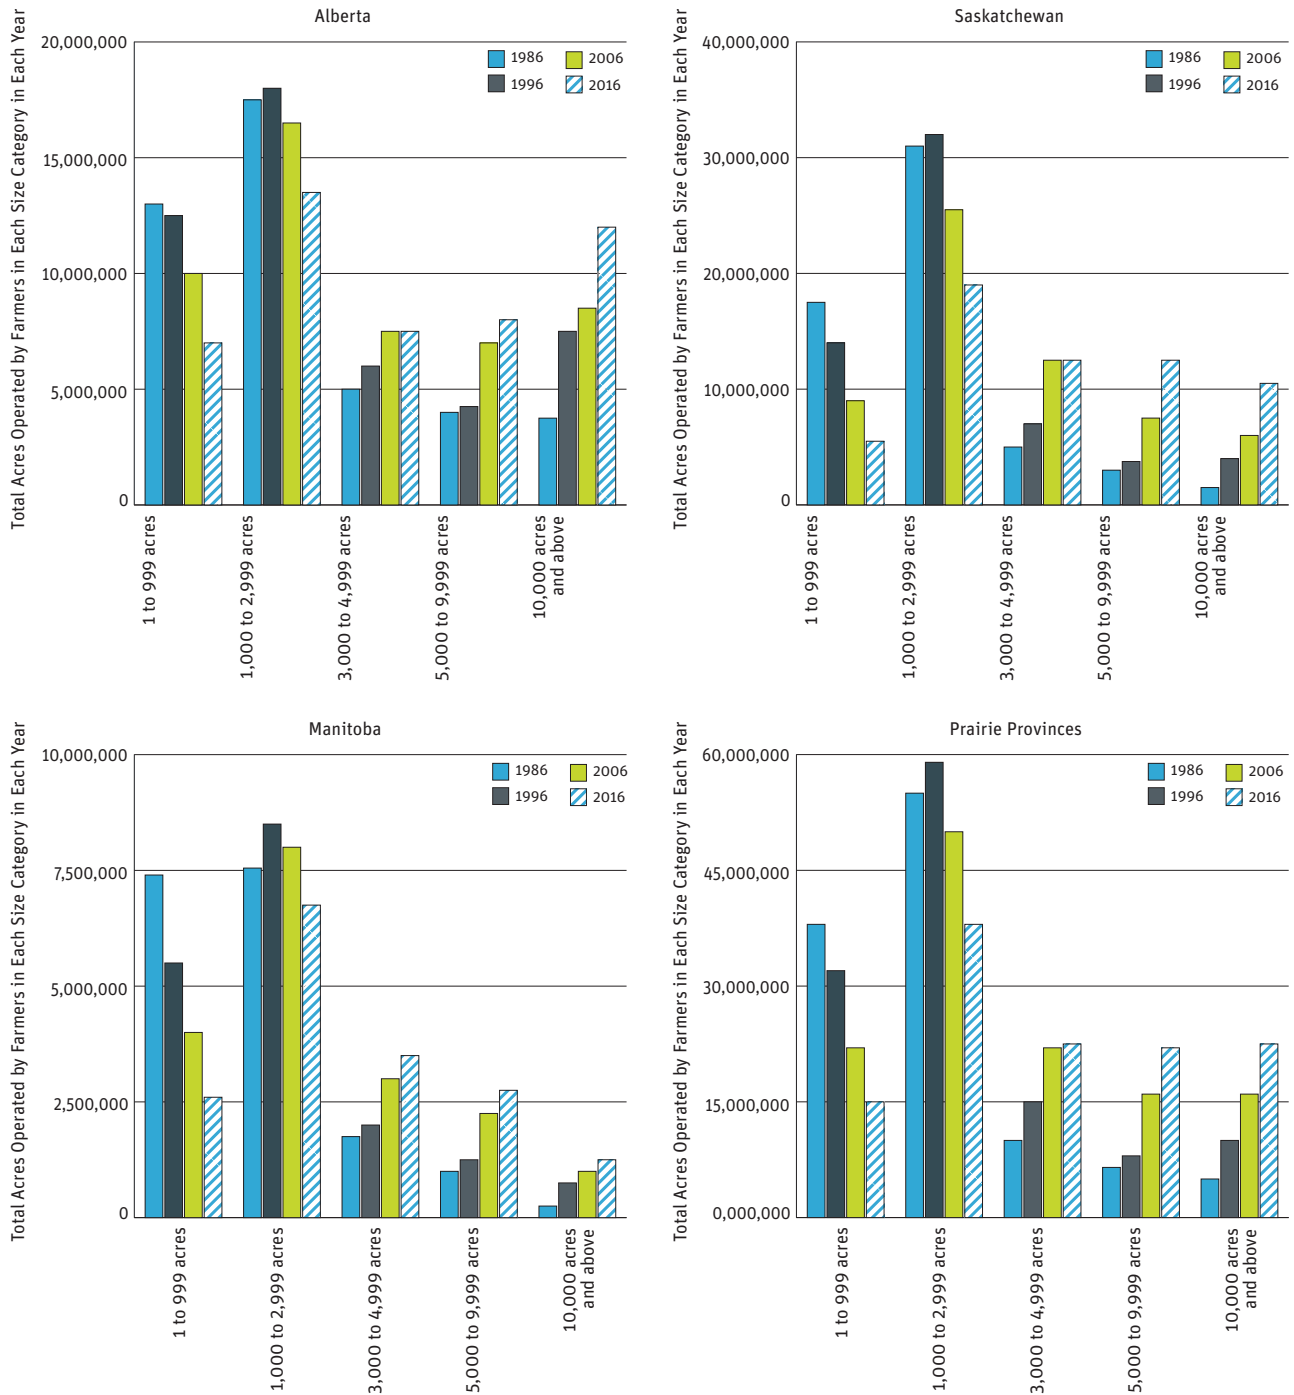 Alberta
Total Acres Operated by Farmers in Each Size Category in Each Year
20,000,000
15,000,000
10,000,000
5,000,000
0
1986
2006
1996
2016
1 to 999 acres
1,000 to 2,999 acres
3,000 to 4,999 acres
5,000 to 9,999 acres
10,000 acres
and above
Saskatchewan
Total Acres Operated by Farmers in Each Size Category in Each Year
40,000,000
30,000,000
20,000,000
10,000,000
0
1986
2006
1996
2016
1 to 999 acres
1,000 to 2,999 acres
3,000 to 4,999 acres
5,000 to 9,999 acres
10,000 acres
and above
Manitoba
Total Acres Operated by Farmers in Each Size Category in Each Year
10,000,000
7,500,000
5,000,000
2,500,000
0
1986
2006
1996
2016
1 to 999 acres
1,000 to 2,999 acres
3,000 to 4,999 acres
5,000 to 9,999 acres
10,000 acres
and above
Prairie Provinces
Total Acres Operated by Farmers in Each Size Category in Each Year
60,000,000
45,000,000
30,000,000
15,000,000
0,000,000
1986
2006
1996
2016
1 to 999 acres
1,000 to 2,999 acres
3,000 to 4,999 acres
5,000 to 9,999 acres
10,000 acres
and above